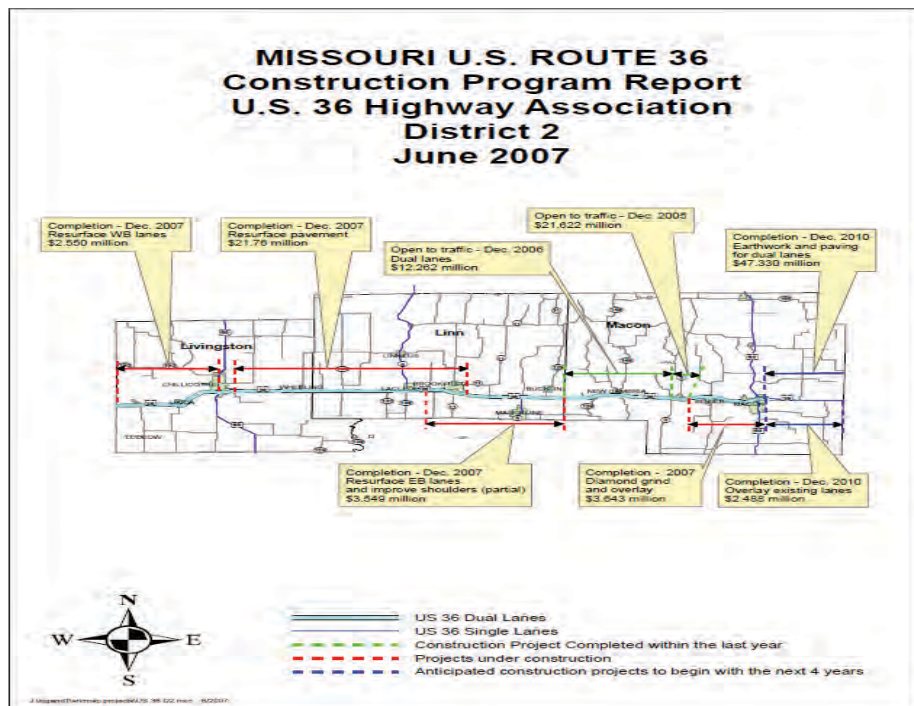 MISSOURI U.S. ROUTE 36
Construction Program Report
U.S. 36 Highway Association
District 2
June 2007
Completion - Dec. 2007
Resurface WB lanes
$2.550 million
Completion - Dec. 2007
Resurface pavement
$21.76 million
Open to traffic - Dec. 2006
Dual lanes
$12.262 million
Open to traffic - Dec. 2005
$21.622 million
Completion - Dec. 2010
Earthwork and paving
for dual lanes
$47.330 million
Livingston
Linn
Macon
WHEELING
BUCKLIN
Completion - Dec. 2007
Resurface EB lanes
and improve shoulders (partial)
$3.549 million
Completion - 2007
Diamond grind
and overlay
$3.643 million
Completion - Dec. 2010
Overlay existing lanes
$2.488 million
N
W
E
S
US 36 Dual Lanes
US 36 Single Lanes
Construction Project Completed within the last year
Projects under construction
Anticipated construction projects to begin with the next 4 years